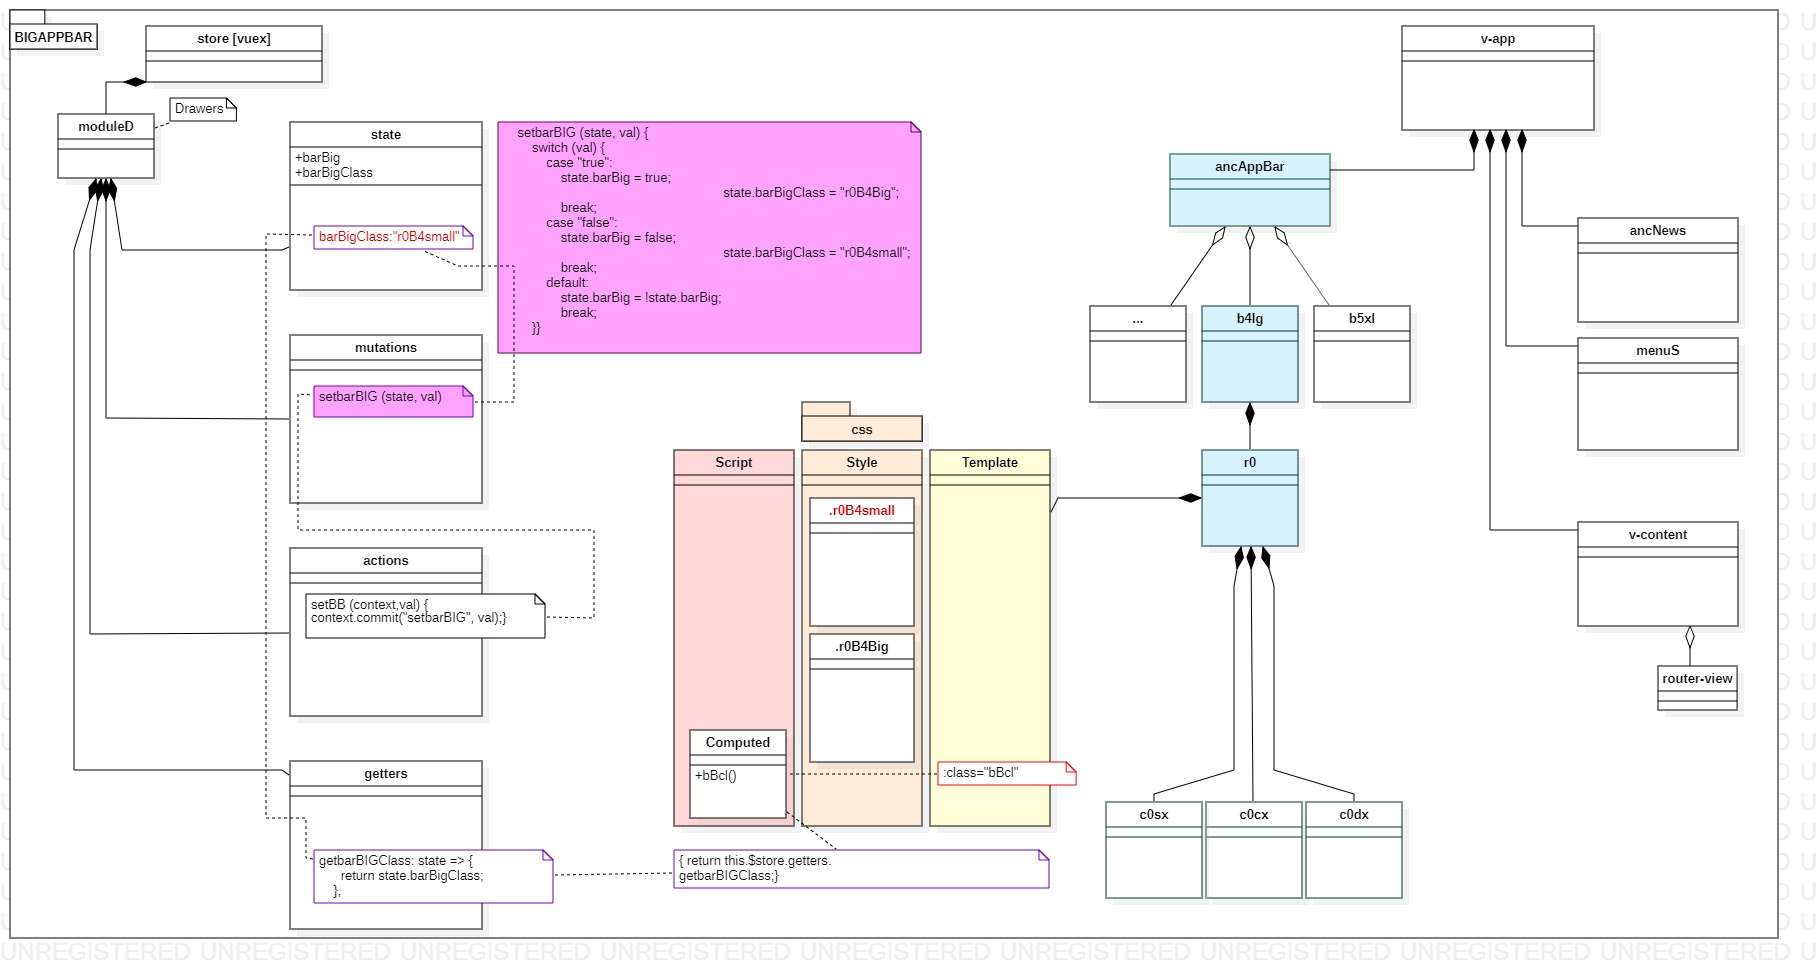 BIGAPPBAR
store [vuex]
v-app
Drawers
moduleD
state
+barBig
+barBigClass
barBigClass:"r0B4small"
setbarBIG (state, val) {
switch (val) {
case "true":
state.barBig = true;
state.barBigClass = "r0B4Big";
break;
case "false":
state.barBig = false;
state.barBigClass = "r0B4small";
break;
default:
state.barBig = !state.barBig;
break;
}}
ancAppBar
ancNews
...
b4lg
b5xl
menuS
mutations
setbarBIG (state, val)
css
Script
Style
Template
r0
.r0B4small
v-content
actions
setBB (context,val) {
context.commit("setbarBIG", val);}
.r0B4Big
router-view
Computed
+bBcl()
:class="bBcl"
getters
c0sx
c0cx
c0dx
getbarBIGClass: state => {
return state.barBigClass;
},
{ return this.$store.getters.
getbarBIGClass;}
UNREGISTERED UNREGISTERED UNREGISTERED UNREGISTERED UNREGISTERED UNREGISTERED UNREGISTERED UNREGISTERED UNREGISTERED U